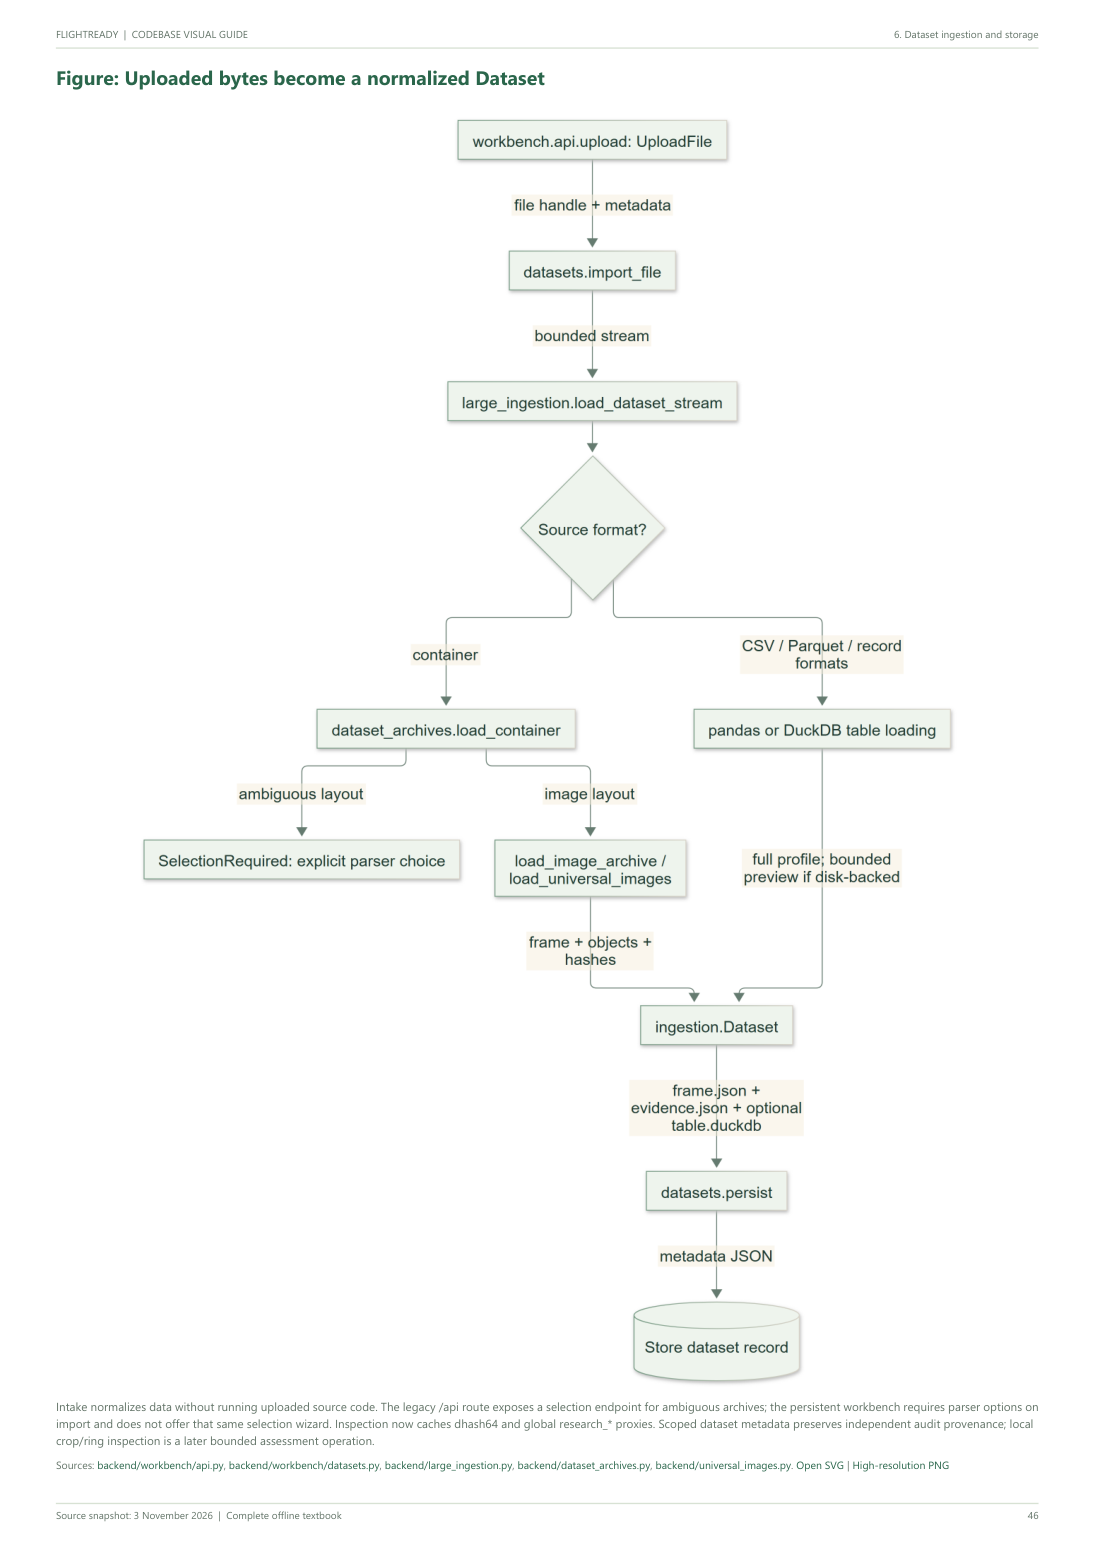 FLIGHTREADY | CODEBASE VISUAL GUIDE
6. Dataset ingestion and storage
Figure: Uploaded bytes become a normalized Dataset
workbench.api.upload: UploadFile
file handle + metadata
datasets.import_file
bounded stream
large_ingestion.load_dataset_stream
Source format?
container
CSV / Parquet / record
formats
dataset_archives.load_container
pandas or DuckDB table loading
ambiguous layout
image layout
SelectionRequired: explicit parser choice
load_image_archive /
load_universal_images
full profile; bounded
preview if disk-backed
frame + objects +
hashes
ingestion.Dataset
frame.json +
evidence.json + optional
table.duckdb
datasets.persist
metadata JSON
Store dataset record
Intake normalizes data without running uploaded source code. The legacy /api route exposes a selection endpoint for ambiguous archives; the persistent workbench requires parser options on
import and does not offer that same selection wizard. Inspection now caches dhash64 and global research_* proxies. Scoped dataset metadata preserves independent audit provenance; local
crop/ring inspection is a later bounded assessment operation.
Sources: backend/workbench/api.py, backend/workbench/datasets.py, backend/large_ingestion.py, backend/dataset_archives.py, backend/universal_images.py. Open SVG | High-resolution PNG
Source snapshot: 3 November 2026 | Complete offline textbook
46